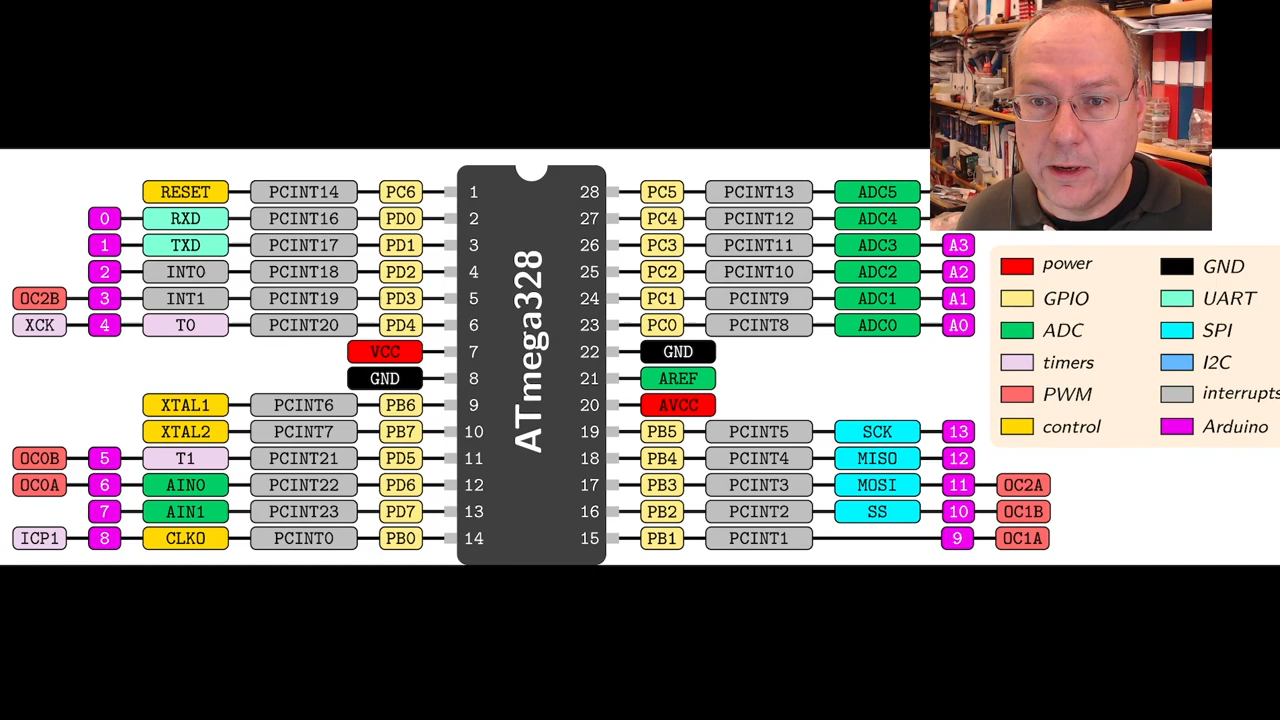 RESET PCINT14 PC6 1 28 PC5 PCINT13 ADC5
0 RXD PCINT16 PD0 2 27 PC4 PCINT12 ADC4
1 TXD PCINT17 PD1 3 26 PC3 PCINT11 ADC3 A3
2 INT0 PCINT18 PD2 4 25 PC2 PCINT10 ADC2 A2
OC2B 3 INT1 PCINT19 PD3 5 24 PC1 PCINT9 ADC1 A1
XCK 4 T0 PCINT20 PD4 6 23 PC0 PCINT8 ADC0 A0
VCC 7 22 GND
GND 8 21 AREF
XTAL1 PCINT6 PB6 9 20 AVCC
XTAL2 PCINT7 PB7 10 19 PB5 PCINT5 SCK 13
OC0B 5 T1 PCINT21 PD5 11 18 PB4 PCINT4 MISO 12
OC0A 6 AIN0 PCINT22 PD6 12 17 PB3 PCINT3 MOSI 11 OC2A
7 AIN1 PCINT23 PD7 13 16 PB2 PCINT2 SS 10 OC1B
ICP1 8 CLKO PCINT0 PB0 14 15 PB1 PCINT1 9 OC1A
ATmega328
power GND
GPIO UART
ADC SPI
timers I2C
PWM interrupts
control Arduino